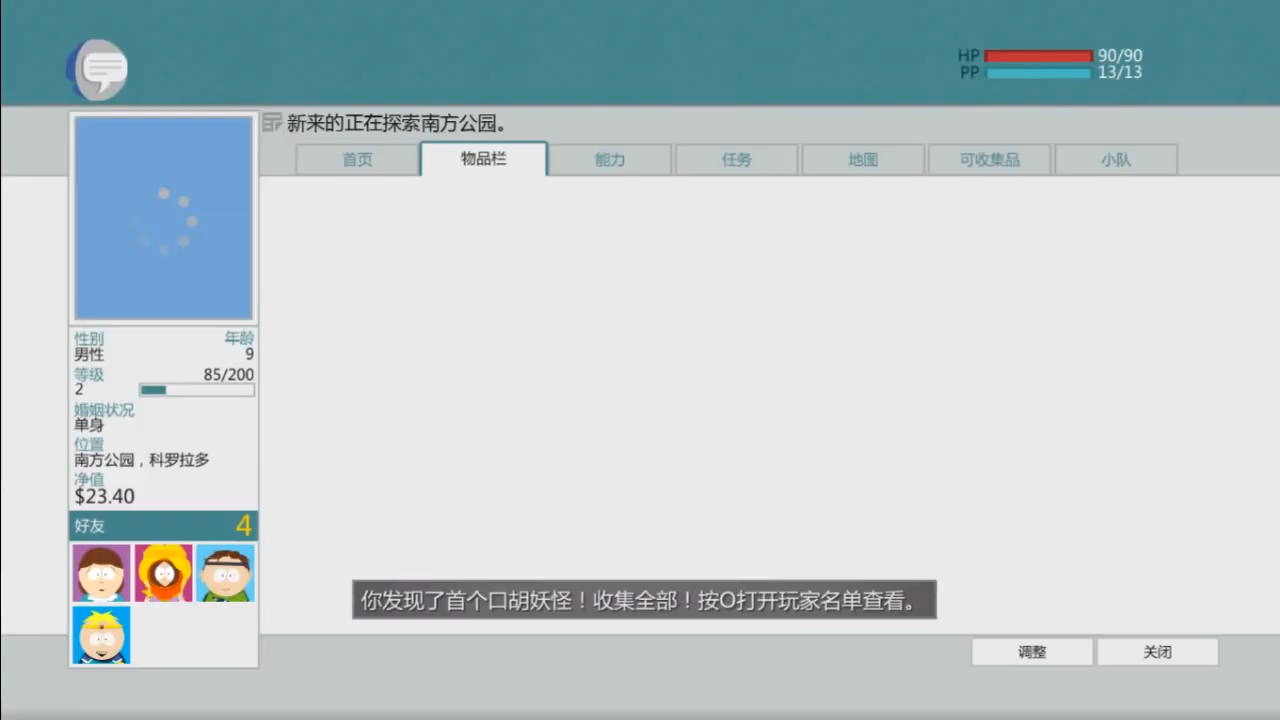 HP 90/90
PP 13/13
新来的正在探索南方公园。
首页 物品栏 能力 任务 地图 可收集品 小队
性别 年龄
男性 9
等级 85/200
2
婚姻状况
单身
位置
南方公园，科罗拉多
净值
$23.40
好友 4
你发现了首个口胡妖怪！收集全部！按O打开玩家名单查看。
调整 关闭